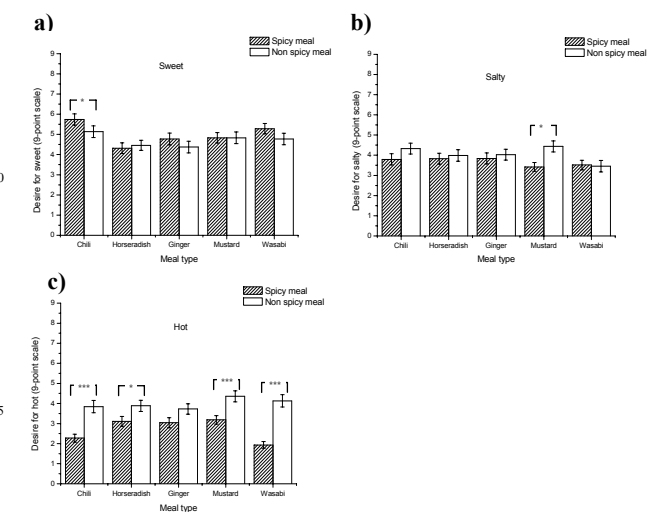 a)
Spicy meal
Non spicy meal
Sweet
Desire for sweet (9-point scale)
9
8
7
6
5
4
3
2
1
0
*
Chili Horseradish Ginger Mustard Wasabi
Meal type
b)
Spicy meal
Non spicy meal
Salty
Desire for salty (9-point scale)
9
8
7
6
5
4
3
2
1
0
*
Chili Horseradish Ginger Mustard Wasabi
Meal type
0
c)
Spicy meal
Non spicy meal
Hot
Desire for hot (9-point scale)
9
8
7
6
5
4
3
2
1
0
*** * *** ***
Chili Horseradish Ginger Mustard Wasabi
Meal type
5